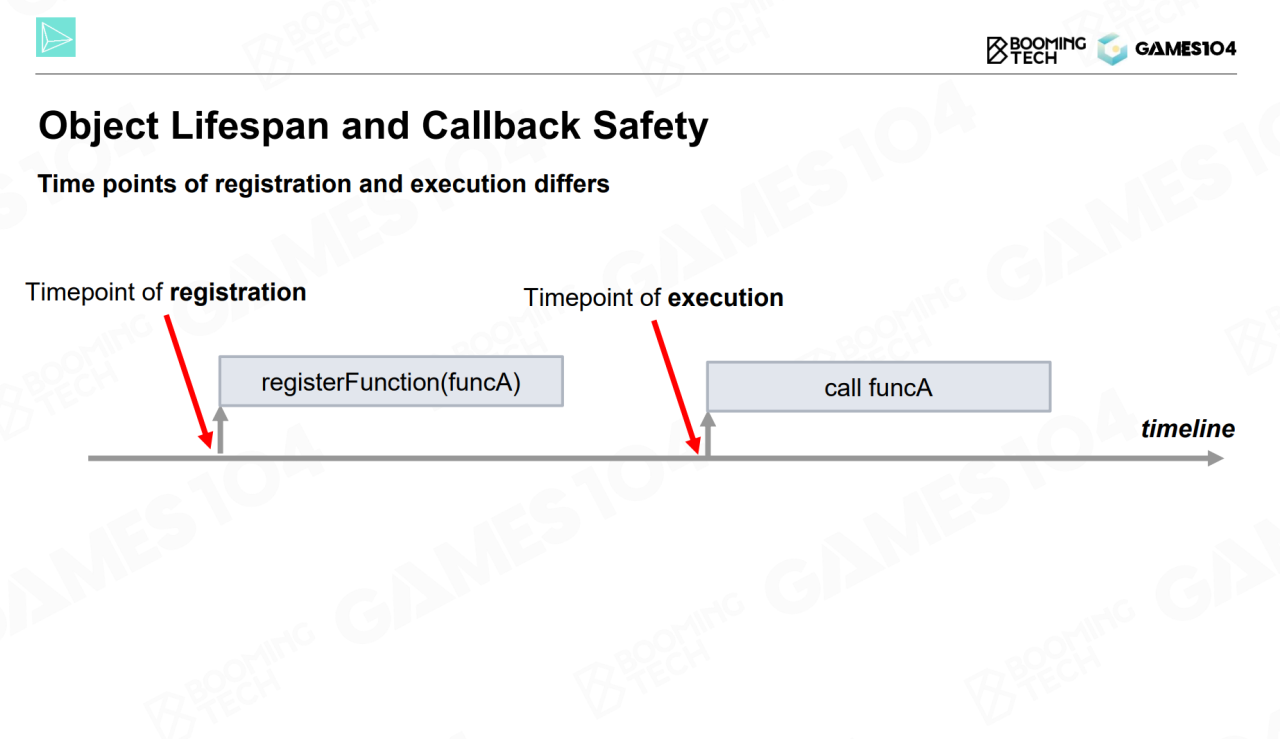 BOOMING
TECH
GAMES104
Object Lifespan and Callback Safety
Time points of registration and execution differs
Timepoint of registration
Timepoint of execution
registerFunction(funcA)
call funcA
timeline